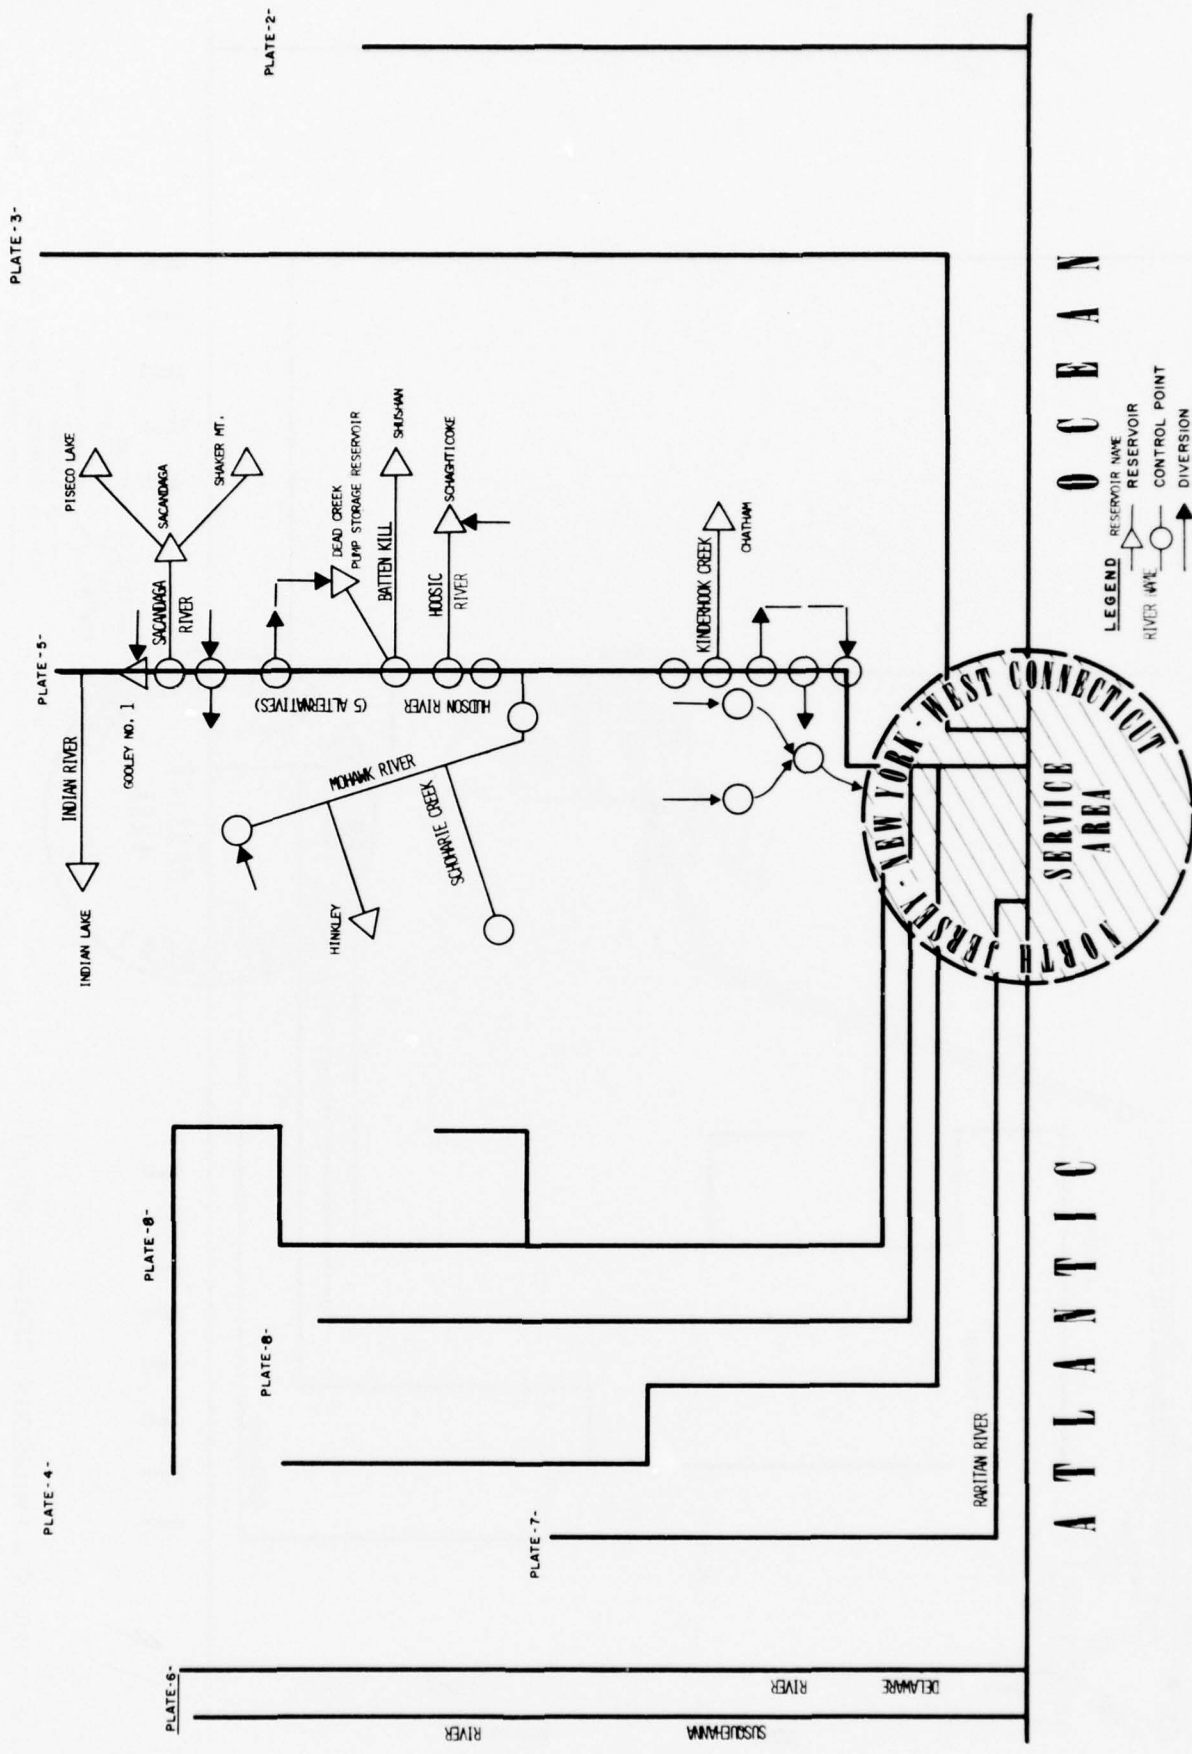 PLATE-2-
PLATE-3-
PLATE-5-
PISECO LAKE
SACANDAGA
SHAKER MT.
SACANDAGA
RIVER
GOOLEY NO. 1
INDIAN RIVER
INDIAN LAKE
DEAD CREEK
PUMP STORAGE RESERVOIR
BATTEN KILL
SHUSHAN
HOOSIC
RIVER
SCHAGHTICOKE
(5 ALTERNATIVES)
HUDSON RIVER
MOHAWK RIVER
HINKLEY
SCHOHARIE CREEK
KINDERHOOK CREEK
CHATHAM
PLATE-8-
PLATE-8-
PLATE-4-
PLATE-7-
RARITAN RIVER
PLATE-6-
DELAWARE RIVER
SUSQUEHANNA RIVER
NORTH JERSEY-NEW YORK-WEST CONNECTICUT
SERVICE
AREA
ATLANTIC OCEAN
LEGEND
RESERVOIR NAME
RIVER NAME
RESERVOIR
CONTROL POINT
DIVERSION